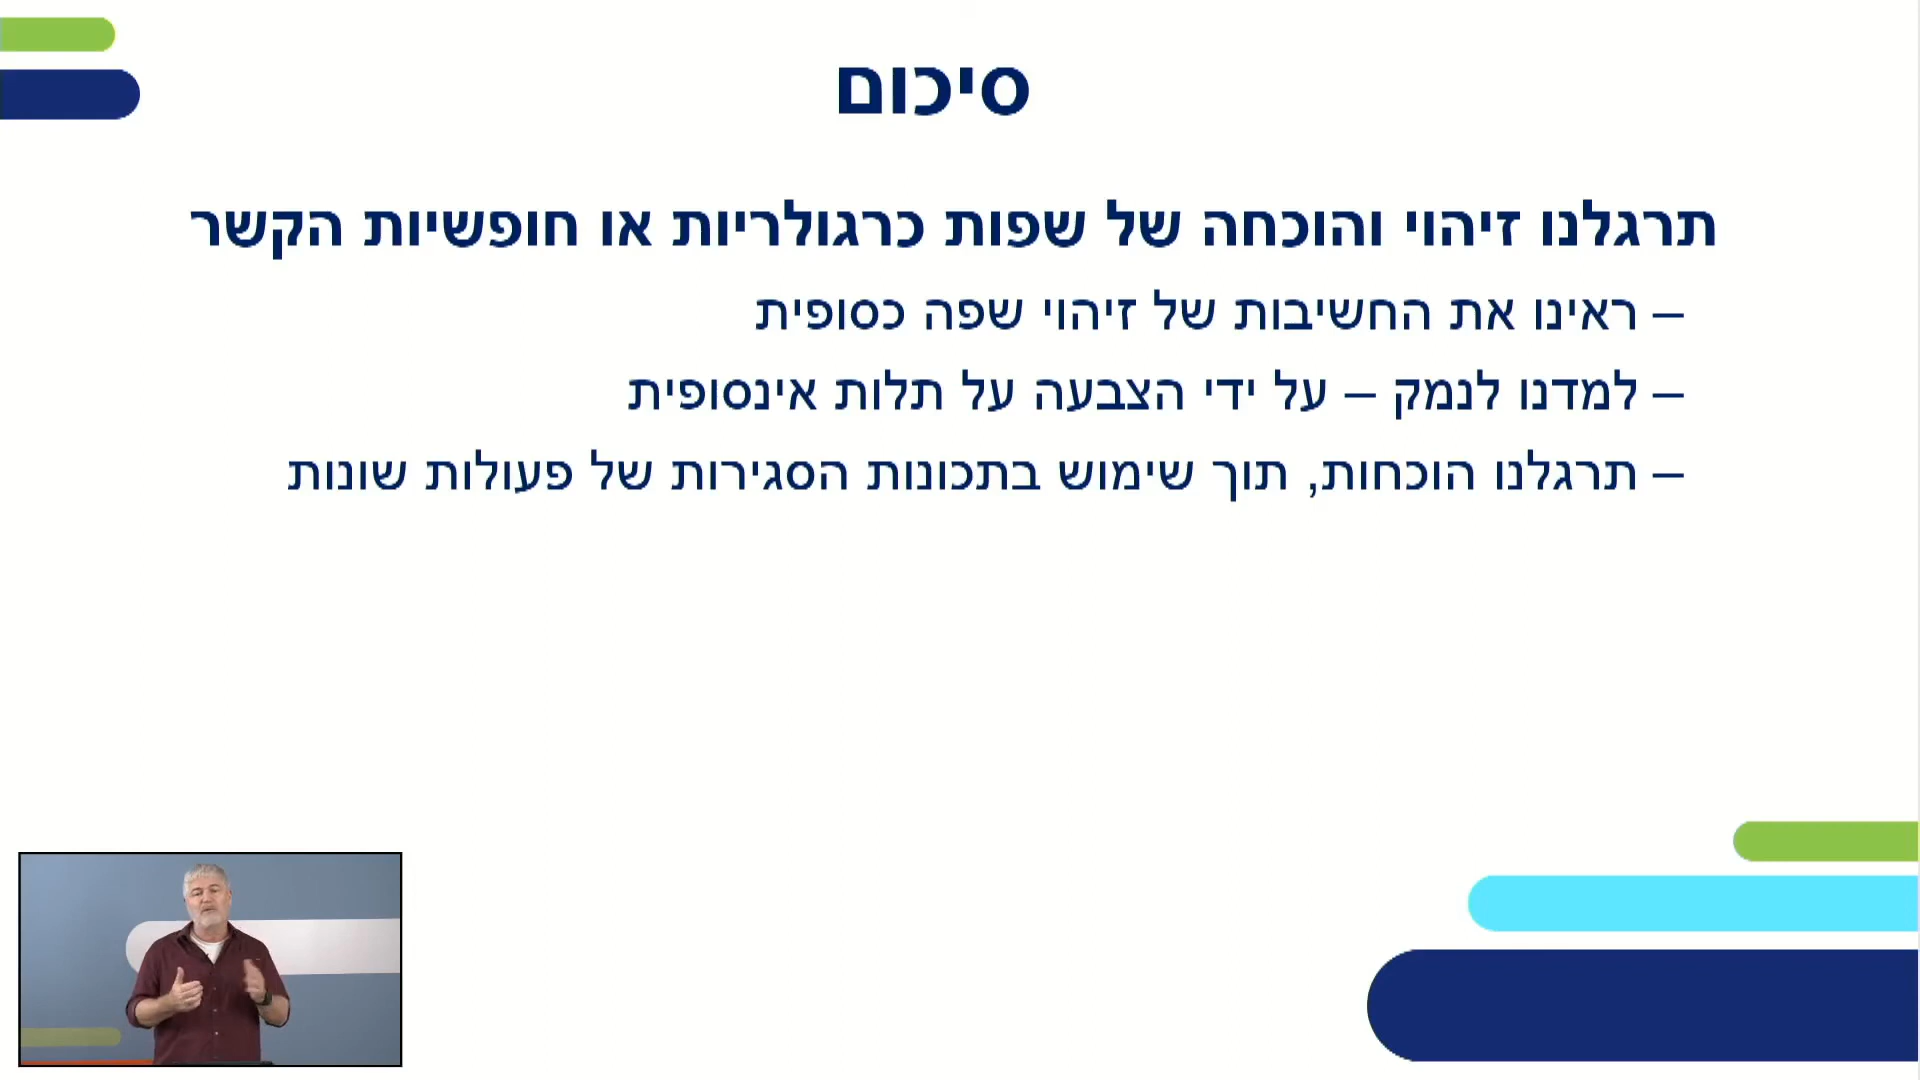 סיכום
תרגלנו זיהוי והוכחה של שפות כרגולריות או חופשיות הקשר
– ראינו את החשיבות של זיהוי שפה כסופית
– למדנו לנמק – על ידי הצבעה על תלות אינסופית
– תרגלנו הוכחות, תוך שימוש בתכונות הסגירות של פעולות שונות